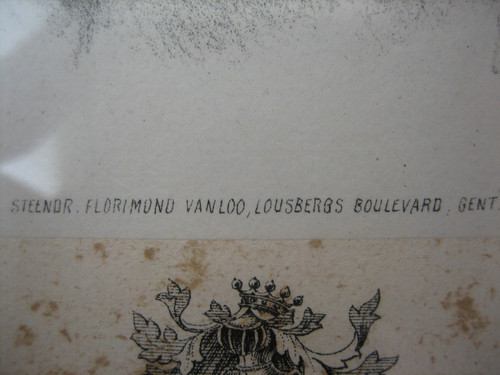 STEENDR. FLORIMOND VANLOO, LOUSBERGS BOULEVARD, GENT.